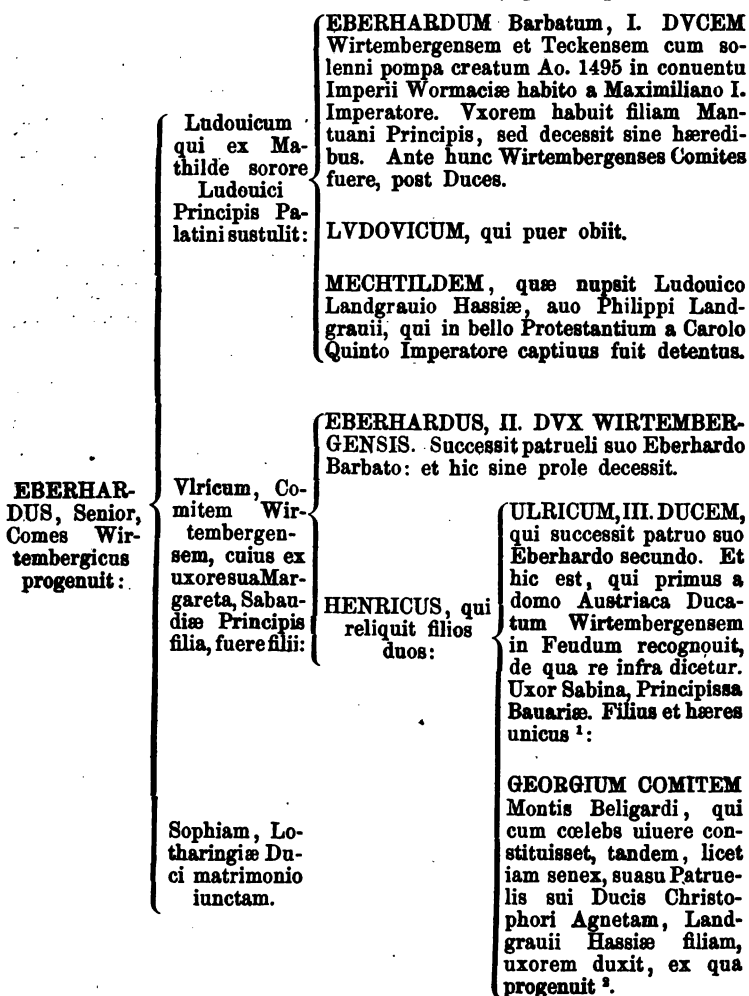 EBERHAR-
DUS, Senior,
Comes Wir-
tembergicus
progenuit:
Ludouicum
qui ex Ma-
thilde sorore
Ludouici
Principis Pa-
latini sustulit:
EBERHARDUM Barbatum, I. DVCEM
Wirtembergensem et Teckensem cum so-
lenni pompa creatum Ao. 1495 in conuentu
Imperii Wormaciæ habito a Maximiliano I.
Imperatore. Vxorem habuit filiam Man-
tuani Principis, sed decessit sine hæredi-
bus. Ante hunc Wirtembergenses Comites
fuere, post Duces.
LVDOVICUM, qui puer obiit.
MECHTILDEM, quæ nupsit Ludouico
Landgrauio Hassiæ, auo Philippi Land-
grauii, qui in bello Protestantium a Carolo
Quinto Imperatore captiuus fuit detentus.
Vlricum, Co-
mitem Wir-
tembergen-
sem, cuius ex
uxore sua Mar-
gareta, Sabau-
diæ Principis
filia, fuere filii:
EBERHARDUS, II. DVX WIRTEMBER-
GENSIS. Successit patrueli suo Eberhardo
Barbato: et hic sine prole decessit.
HENRICUS, qui
reliquit filios
duos:
ULRICUM, III. DUCEM,
qui successit patruo suo
Eberhardo secundo. Et
hic est, qui primus a
domo Austriaca Duca-
tum Wirtembergensem
in Feudum recognouit,
de qua re infra dicetur.
Uxor Sabina, Principissa
Bauariæ. Filius et hæres
unicus ¹:
GEORGIUM COMITEM
Montis Beligardi, qui
cum cœlebs uiuere con-
stituisset, tandem, licet
iam senex, suasu Patrue-
lis sui Ducis Christo-
phori Agnetam, Land-
grauii Hassiæ filiam,
uxorem duxit, ex qua
progenuit ².
Sophiam, Lo-
tharingiæ Du-
ci matrimonio
iunctam.